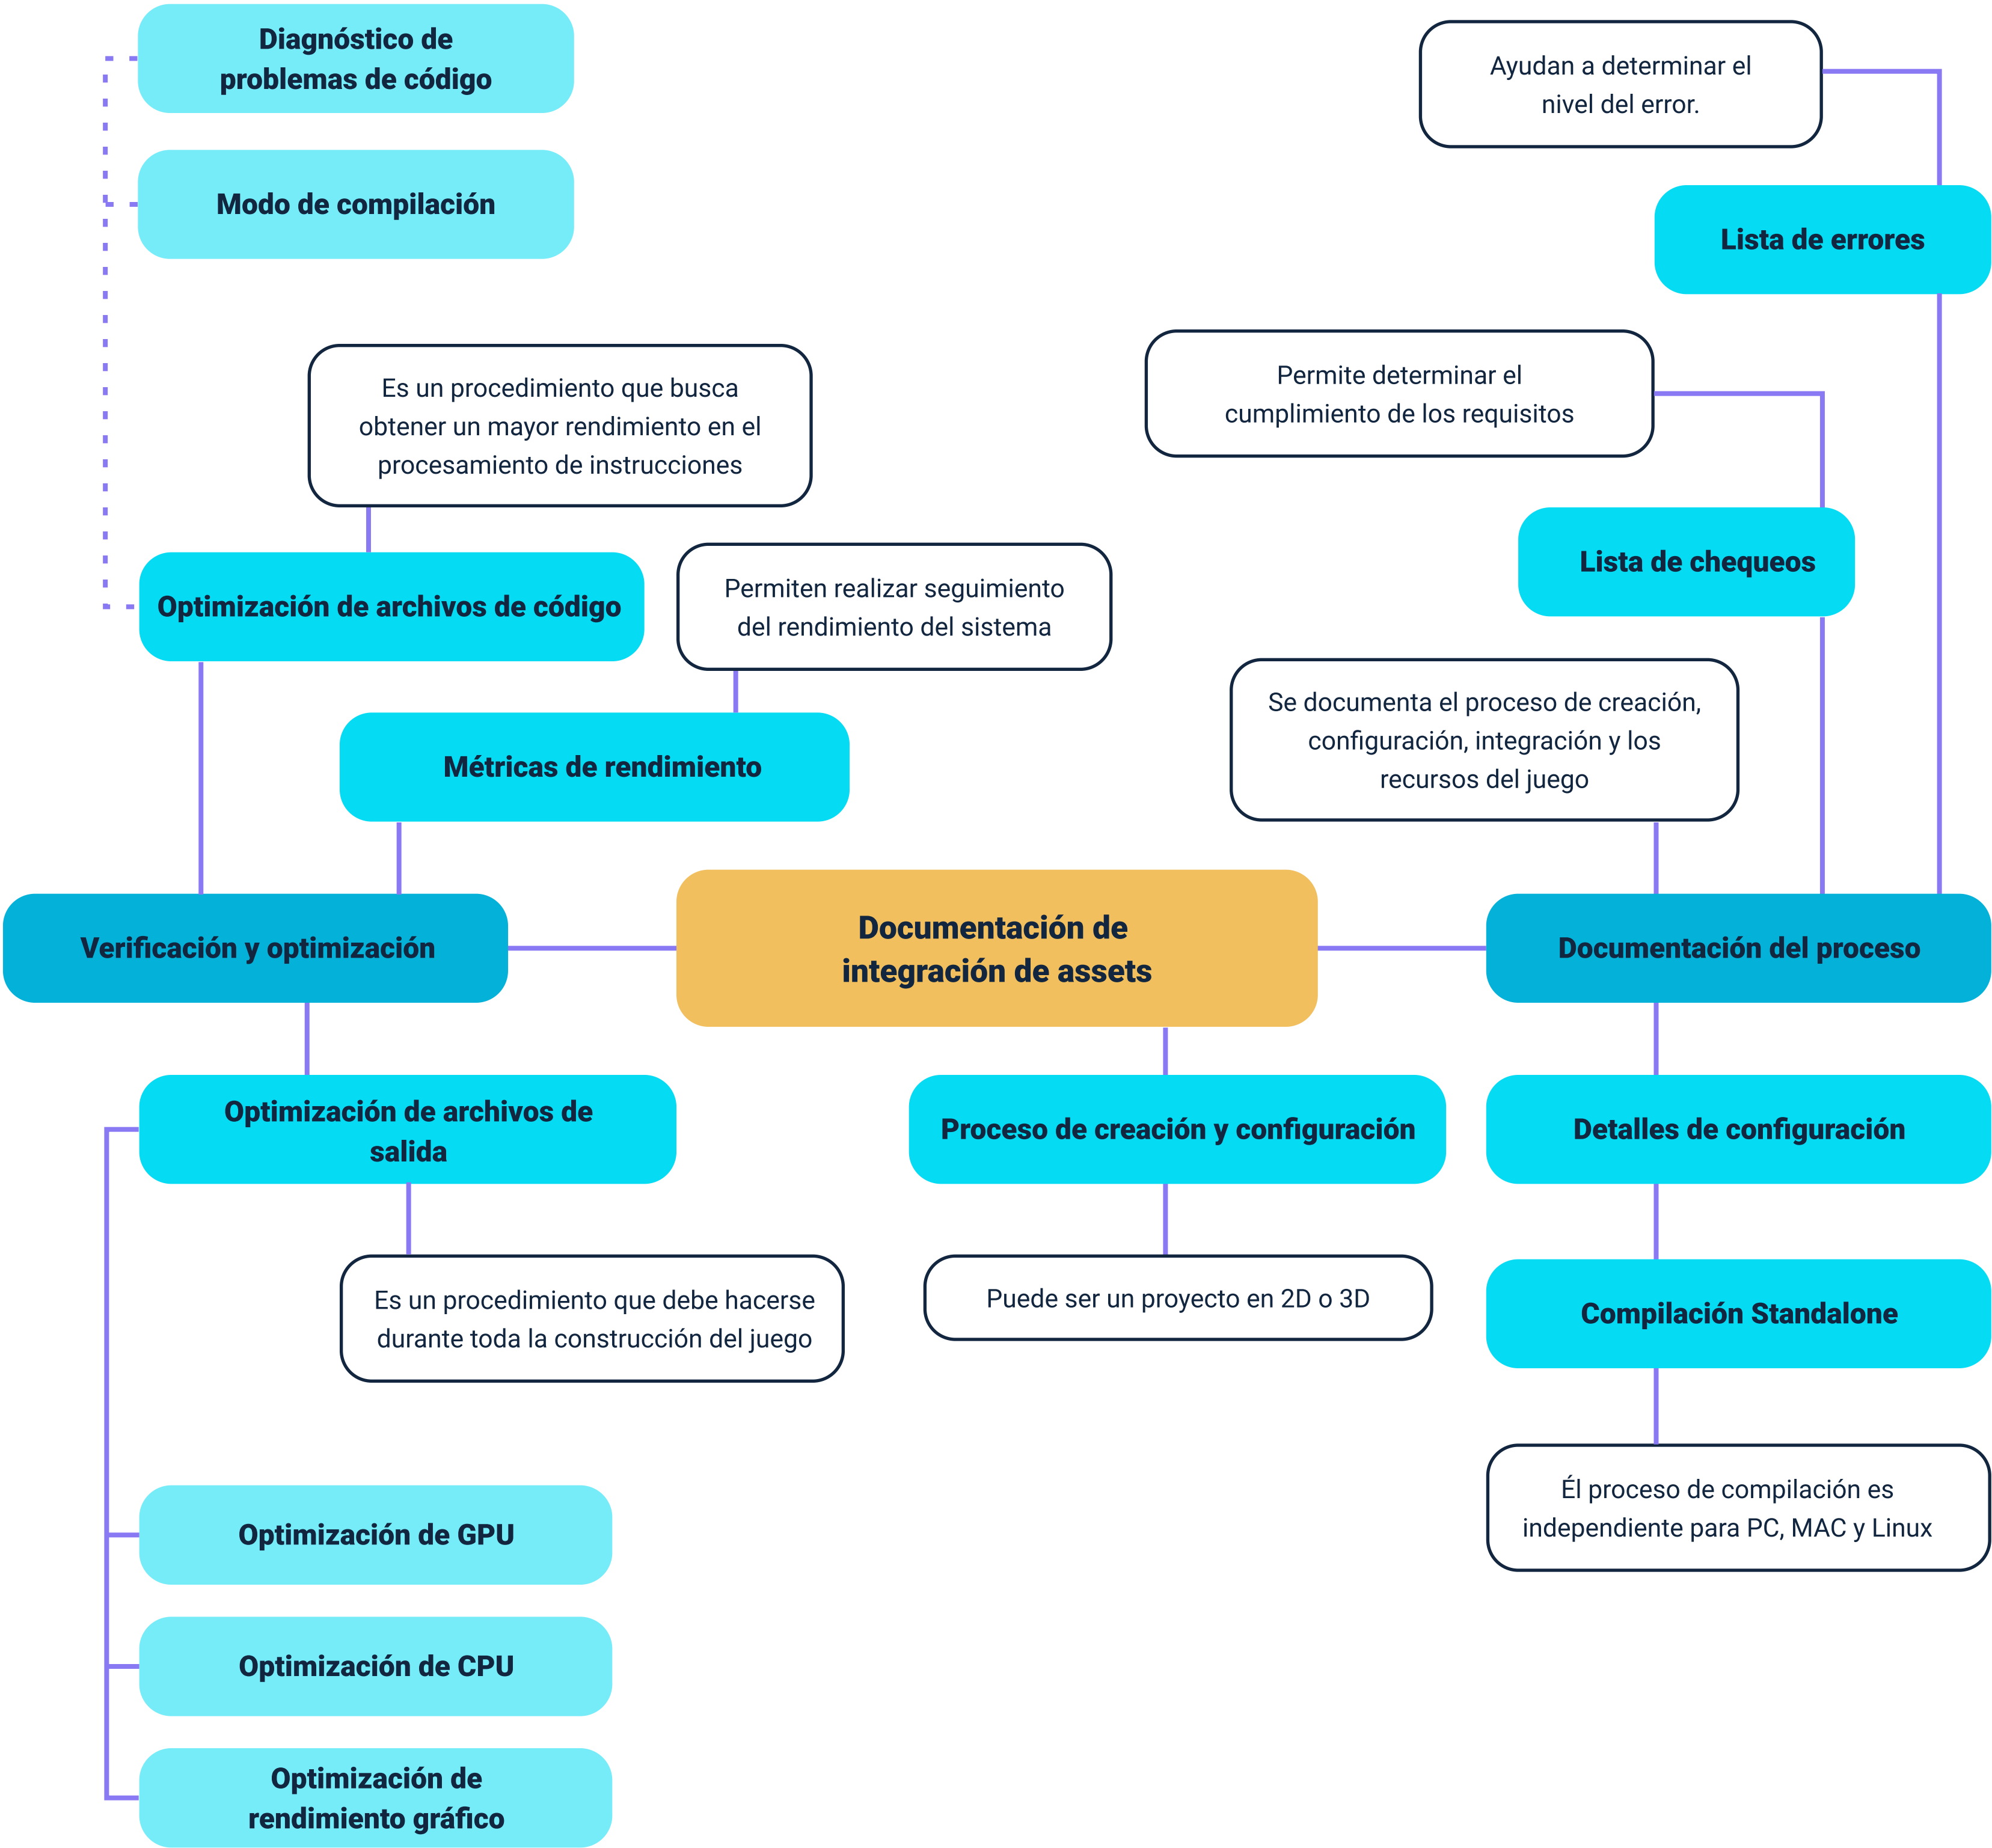 Diagnóstico de
problemas de código
Modo de compilación
Es un procedimiento que busca
obtener un mayor rendimiento en el
procesamiento de instrucciones
Optimización de archivos de código
Permiten realizar seguimiento
del rendimiento del sistema
Métricas de rendimiento
Verificación y optimización
Documentación de
integración de assets
Ayudan a determinar el
nivel del error.
Lista de errores
Permite determinar el
cumplimiento de los requisitos
Lista de chequeos
Se documenta el proceso de creación,
configuración, integración y los
recursos del juego
Documentación del proceso
Optimización de archivos de
salida
Es un procedimiento que debe hacerse
durante toda la construcción del juego
Proceso de creación y configuración
Puede ser un proyecto en 2D o 3D
Detalles de configuración
Compilación Standalone
Él proceso de compilación es
independiente para PC, MAC y Linux
Optimización de GPU
Optimización de CPU
Optimización de
rendimiento gráfico